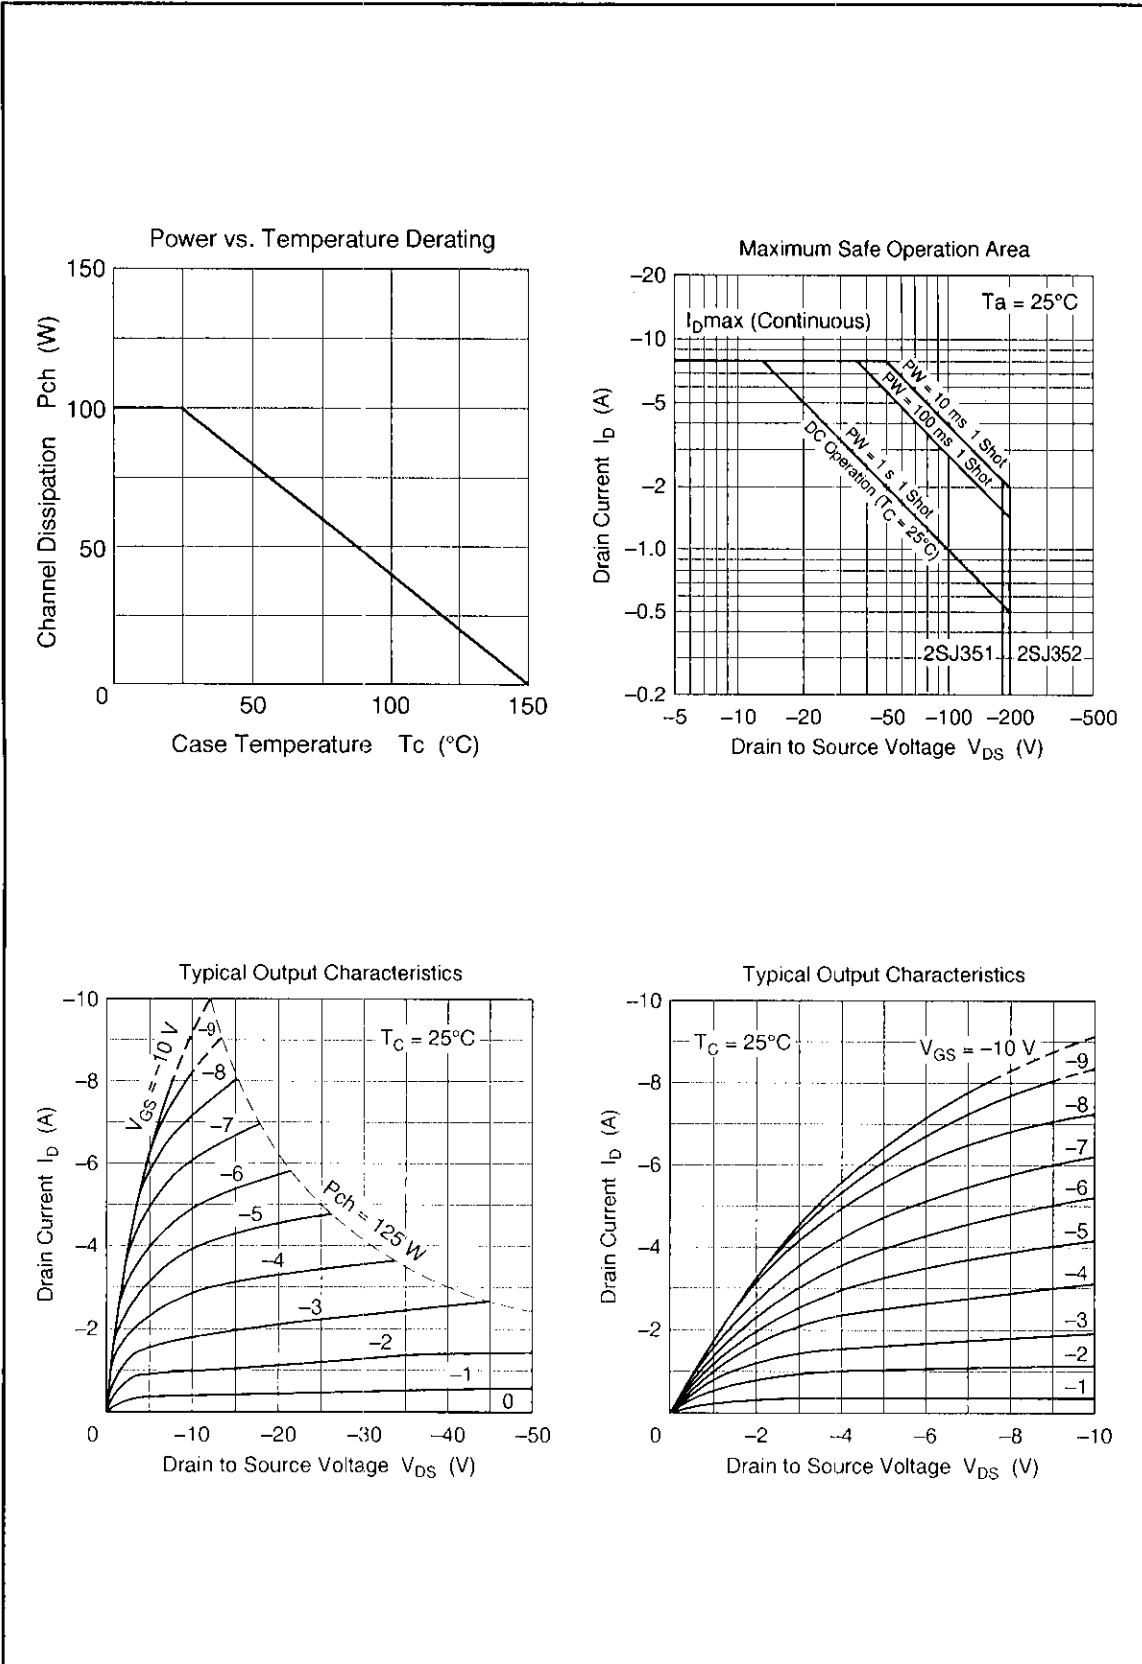 Power vs. Temperature Derating
150
100
50
0
50
100
150
Channel Dissipation Pch (W)
Case Temperature Tc (°C)
Maximum Safe Operation Area
Ta = 25°C
IDmax (Continuous)
PW = 10 ms 1 Shot
PW = 100 ms 1 Shot
PW = 1 s 1 Shot
DC Operation (TC = 25°C)
2SJ351
2SJ352
–20
–10
–5
–2
–1.0
–0.5
–0.2
–5
–10
–20
–50
–100
–200
–500
Drain Current ID (A)
Drain to Source Voltage VDS (V)
Typical Output Characteristics
–10
–8
–6
–4
–2
0
–10
–20
–30
–40
–50
VGS = –10 V
–9
–8
–7
–6
–5
–4
–3
–2
–1
0
TC = 25°C
Pch = 125 W
Drain Current ID (A)
Drain to Source Voltage VDS (V)
Typical Output Characteristics
–10
–8
–6
–4
–2
0
–2
–4
–6
–8
–10
TC = 25°C
VGS = –10 V
–9
–8
–7
–6
–5
–4
–3
–2
–1
Drain Current ID (A)
Drain to Source Voltage VDS (V)